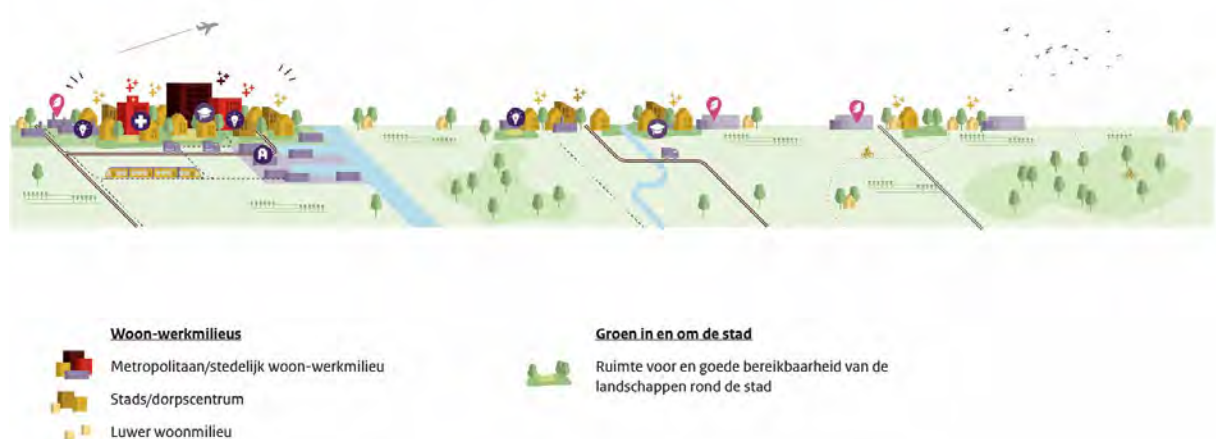 A
Woon-werkmilieus
Metropolitaan/stedelijk woon-werkmilieu
Stads/dorpscentrum
Luwer woonmilieu
Groen in en om de stad
Ruimte voor en goede bereikbaarheid van de
landschappen rond de stad